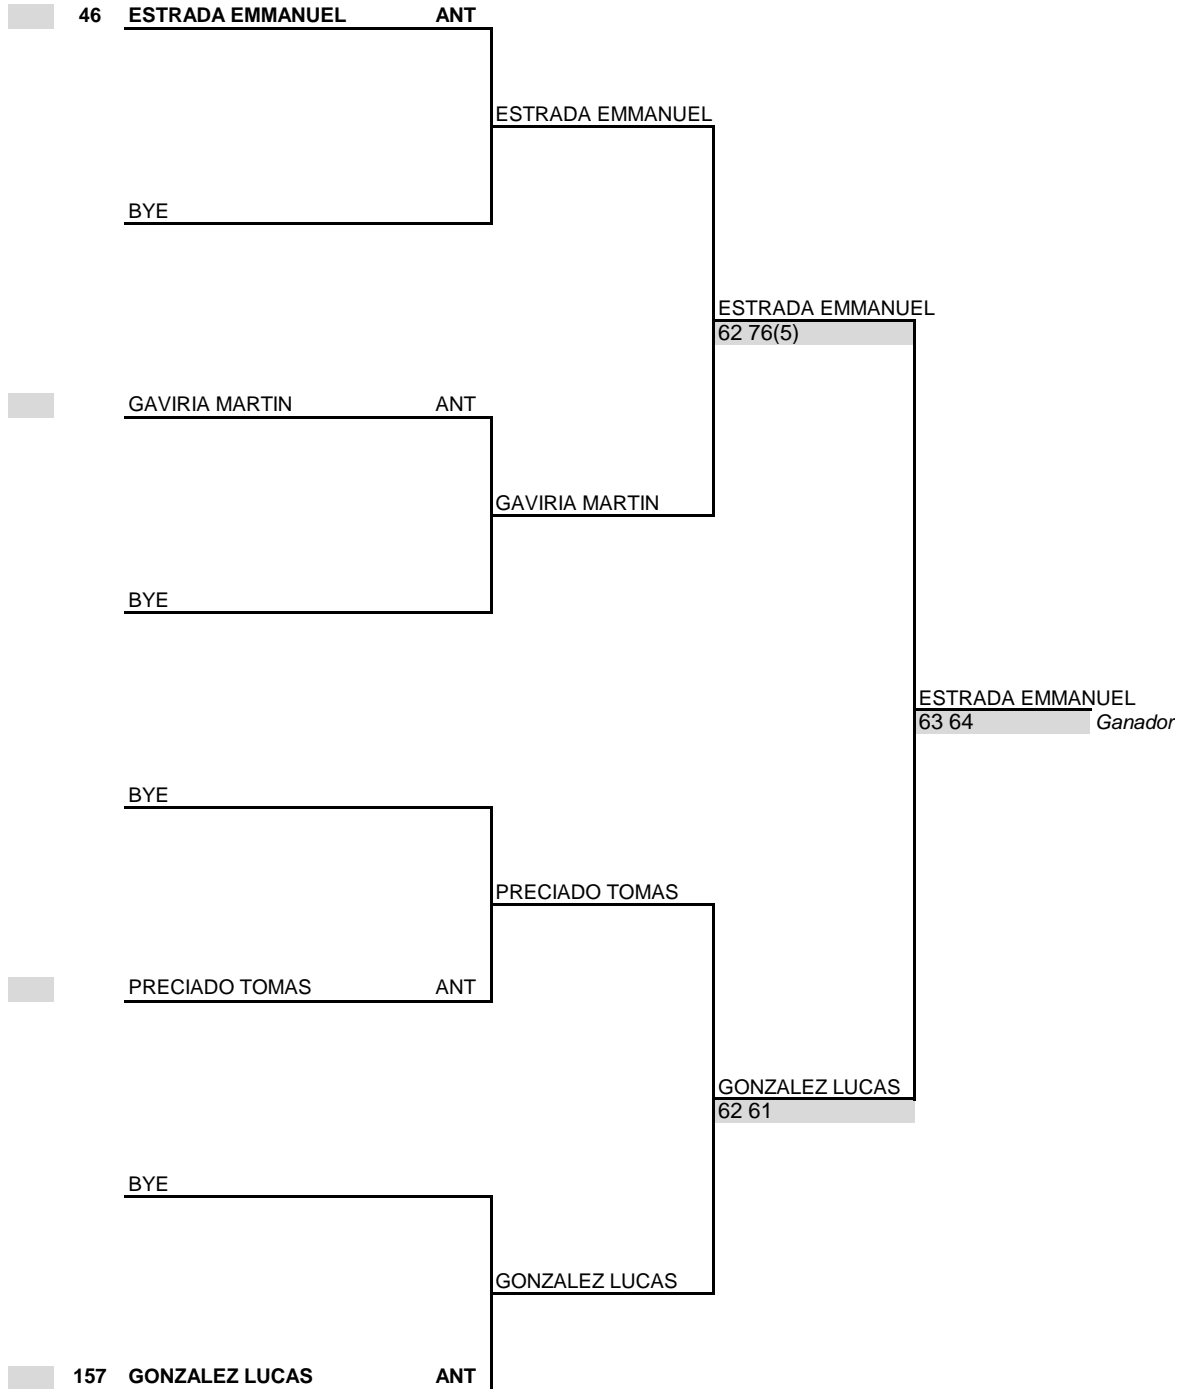 46 ESTRADA EMMANUEL ANT
ESTRADA EMMANUEL
BYE
ESTRADA EMMANUEL
62 76(5)
GAVIRIA MARTIN ANT
GAVIRIA MARTIN
BYE
ESTRADA EMMANUEL
63 64 Ganador
BYE
PRECIADO TOMAS
PRECIADO TOMAS ANT
GONZALEZ LUCAS
62 61
BYE
GONZALEZ LUCAS
157 GONZALEZ LUCAS ANT